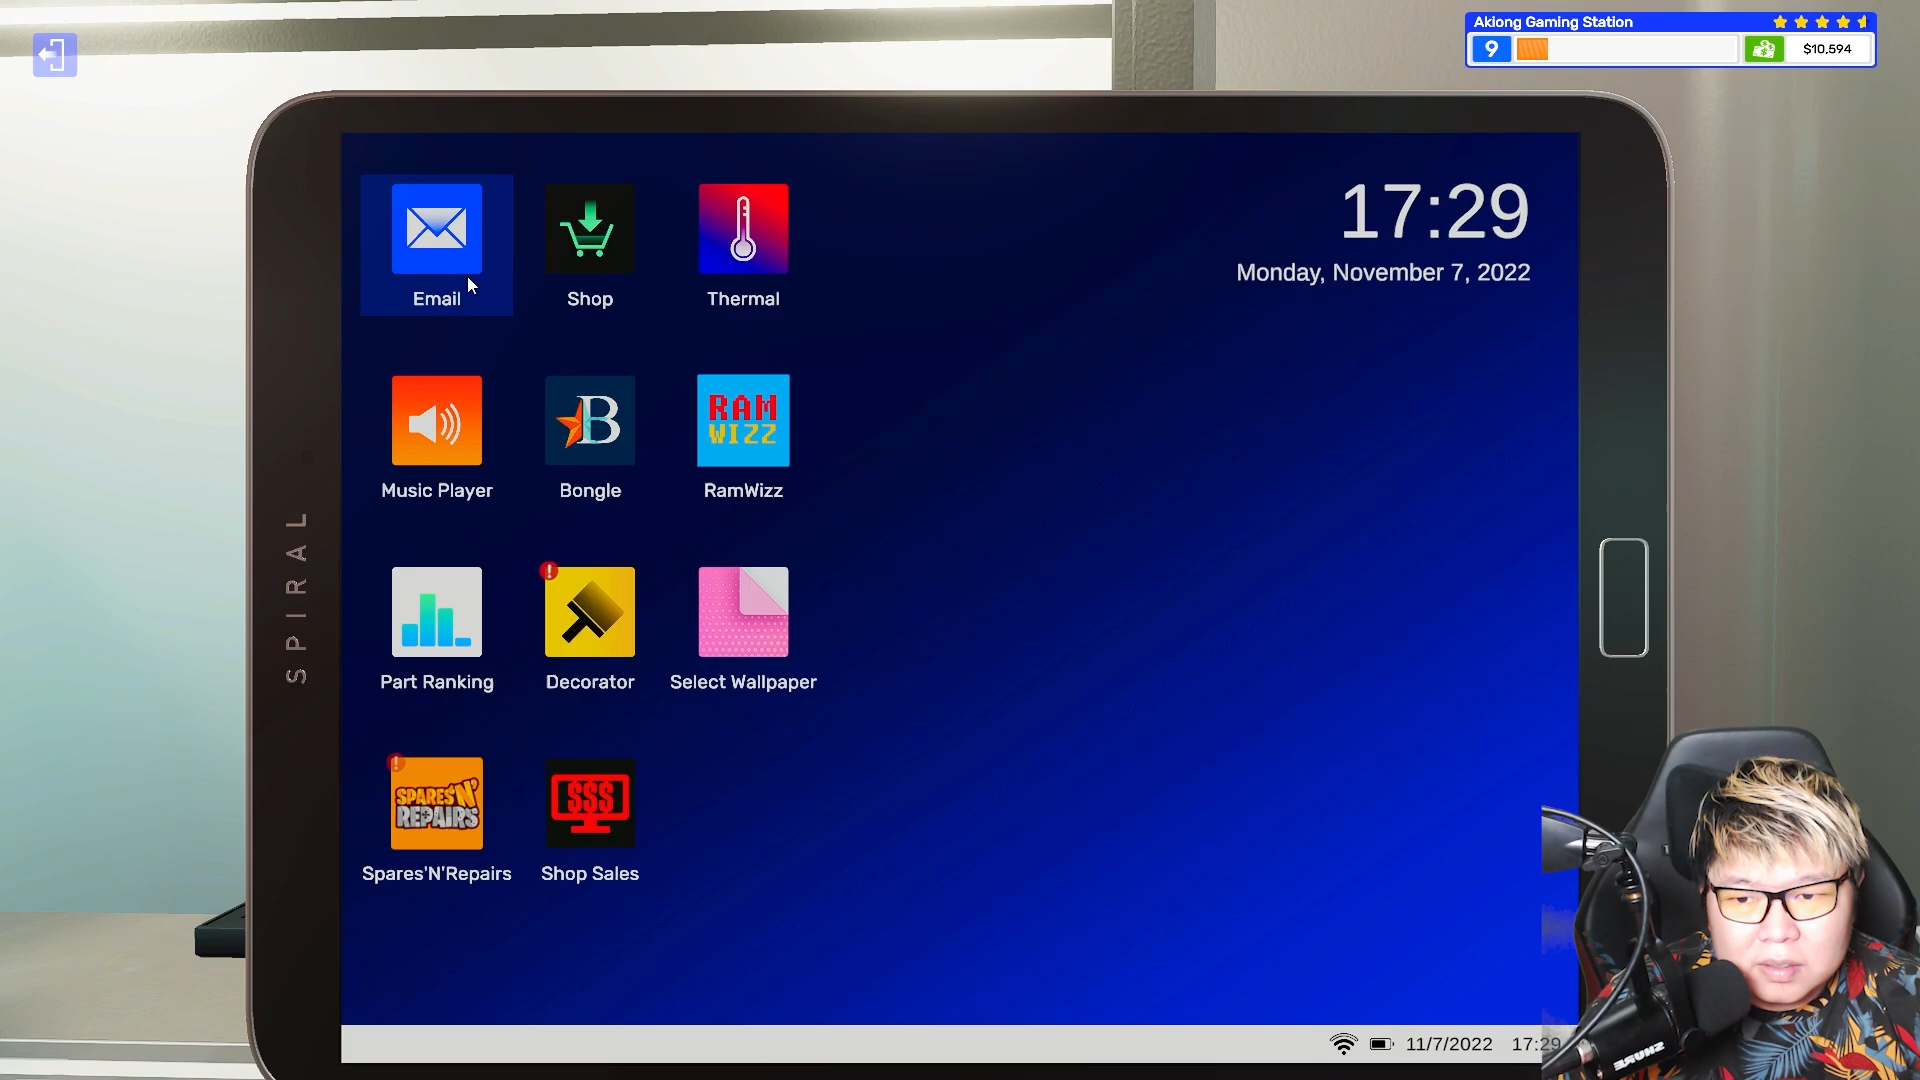 Akiong Gaming Station
9
$10,594
17:29
Monday, November 7, 2022
Email
Shop
Thermal
B
RAM
WIZZ
Music Player
Bongle
RamWizz
SPIRAL
Part Ranking
Decorator
Select Wallpaper
!
!
SPARES'N'
REPAIRS
$$$
Spares'N'Repairs
Shop Sales
11/7/2022
17:29
SHURE